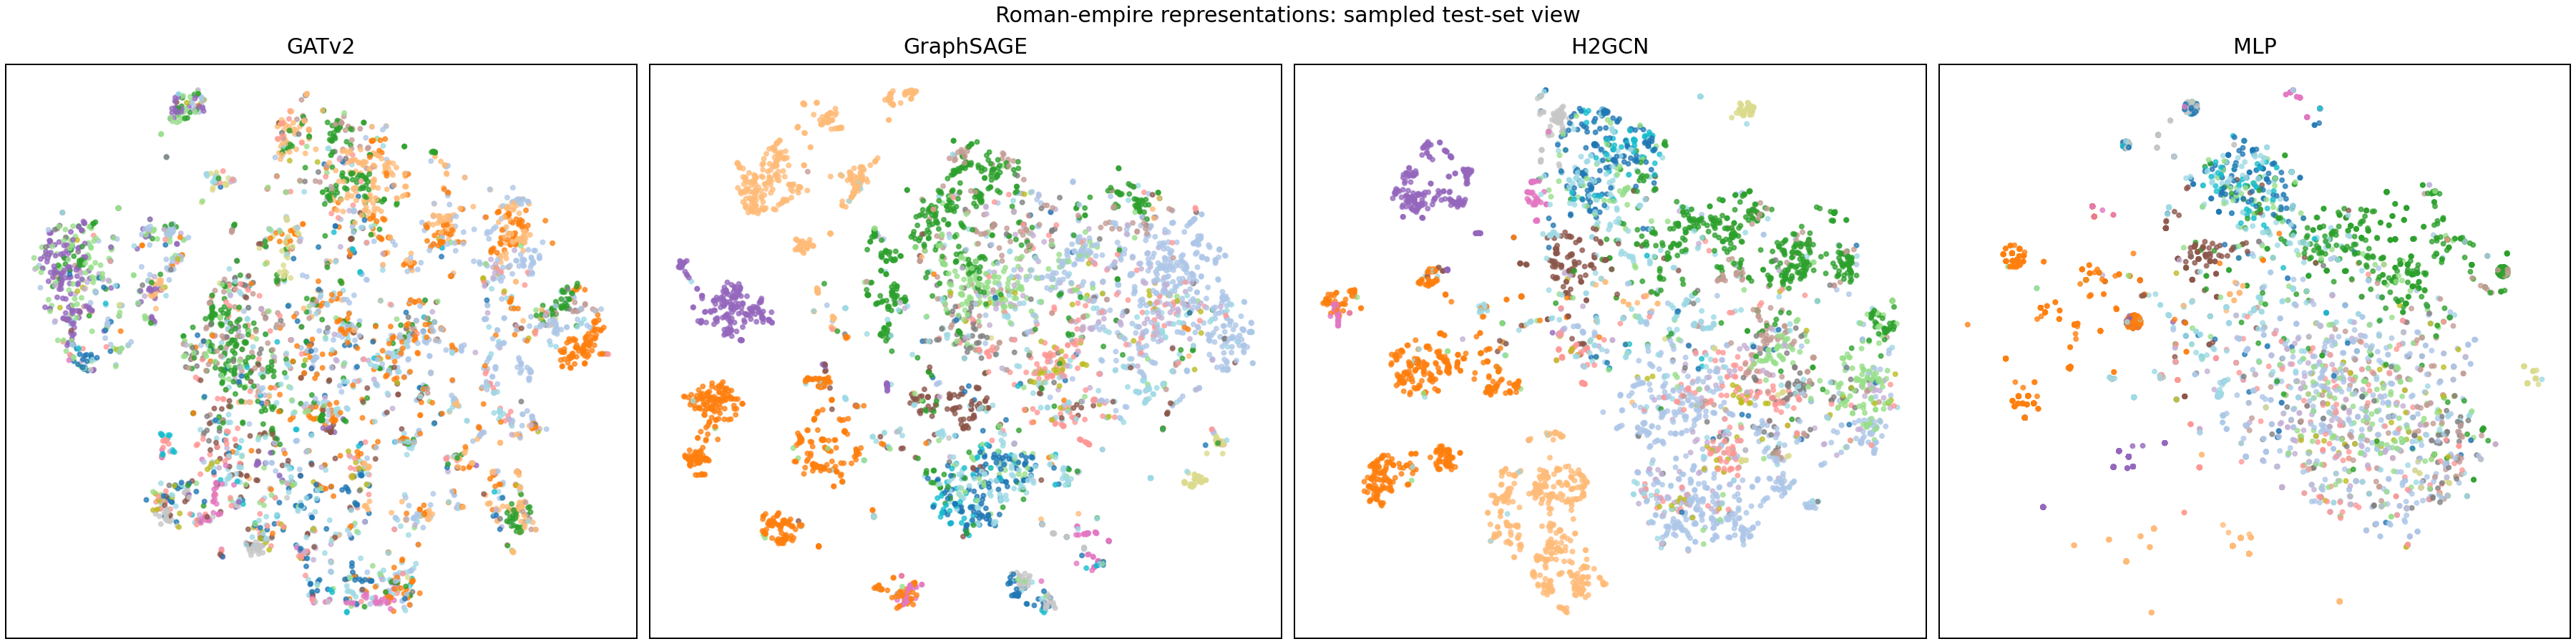 Roman-empire representations: sampled test-set view
GATv2
GraphSAGE
H2GCN
MLP